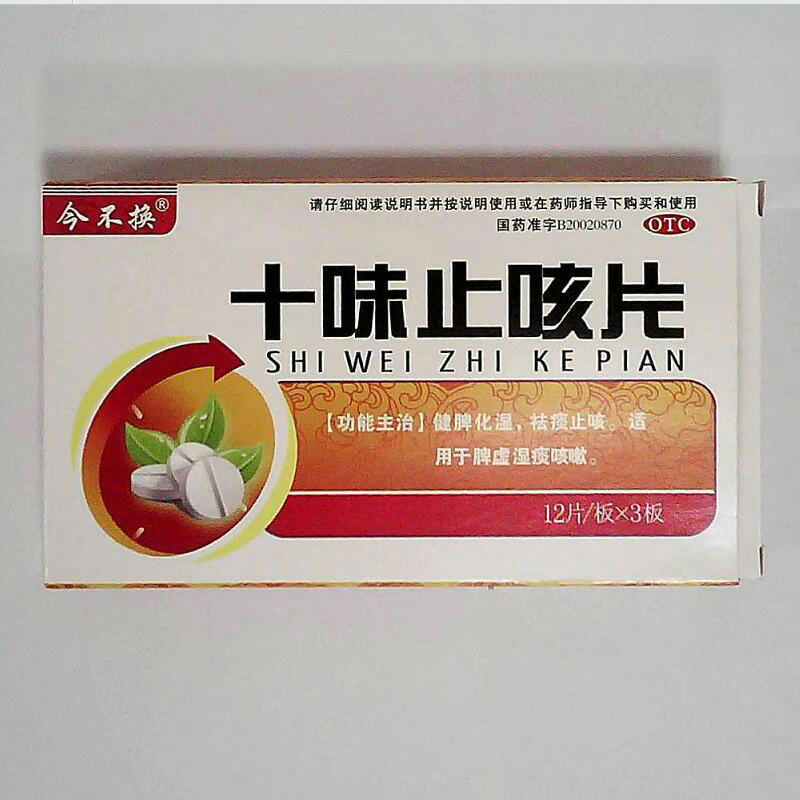 今不换®
请仔细阅读说明书并按说明使用或在药师指导下购买和使用
国药准字B20020870 OTC
十味止咳片
SHI WEI ZHI KE PIAN
【功能主治】健脾化湿，祛痰止咳。适
用于脾虚湿痰咳嗽。
12片/板×3板